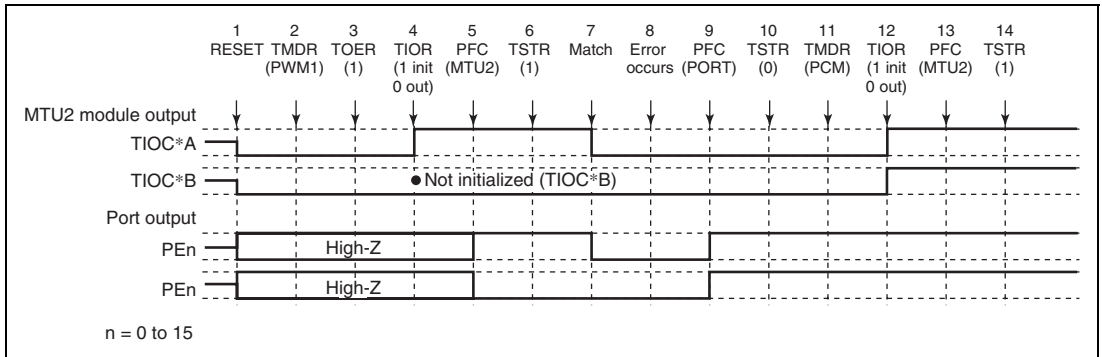 1 2 3 4 5 6 7 8 9 10 11 12 13 14
RESET TMDR TOER TIOR PFC TSTR Match Error PFC TSTR TMDR TIOR PFC TSTR
(PWM1) (1) (1 init (MTU2) (1) occurs (PORT) (0) (PCM) (1 init (MTU2) (1)
0 out) 0 out)
MTU2 module output
TIOC*A
TIOC*B
Not initialized (TIOC*B)
Port output
PEn
High-Z
PEn
High-Z
n = 0 to 15